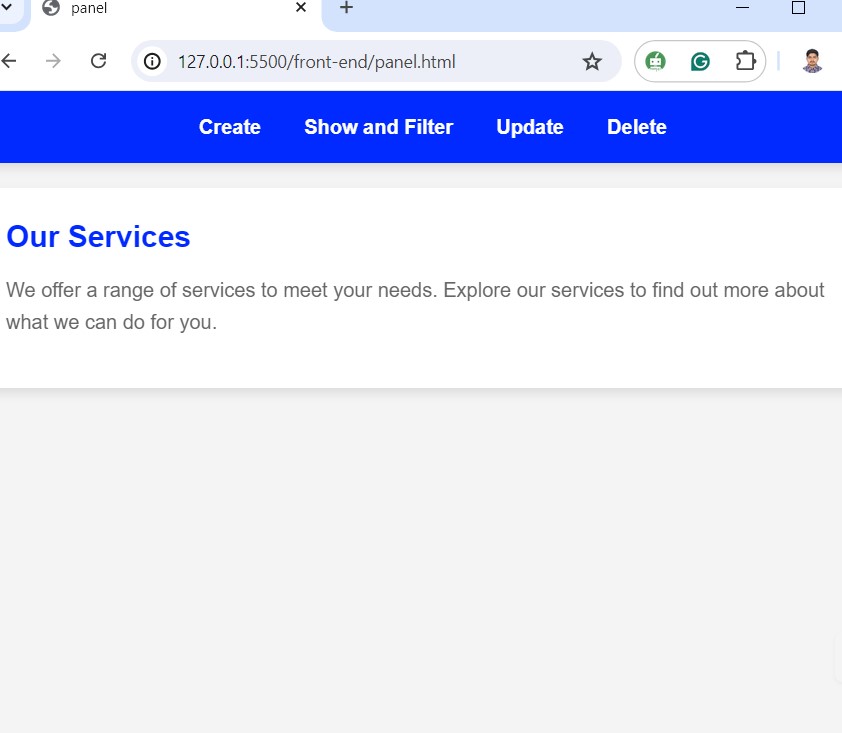 panel
127.0.0.1:5500/front-end/panel.html
Create Show and Filter Update Delete
Our Services
We offer a range of services to meet your needs. Explore our services to find out more about
what we can do for you.